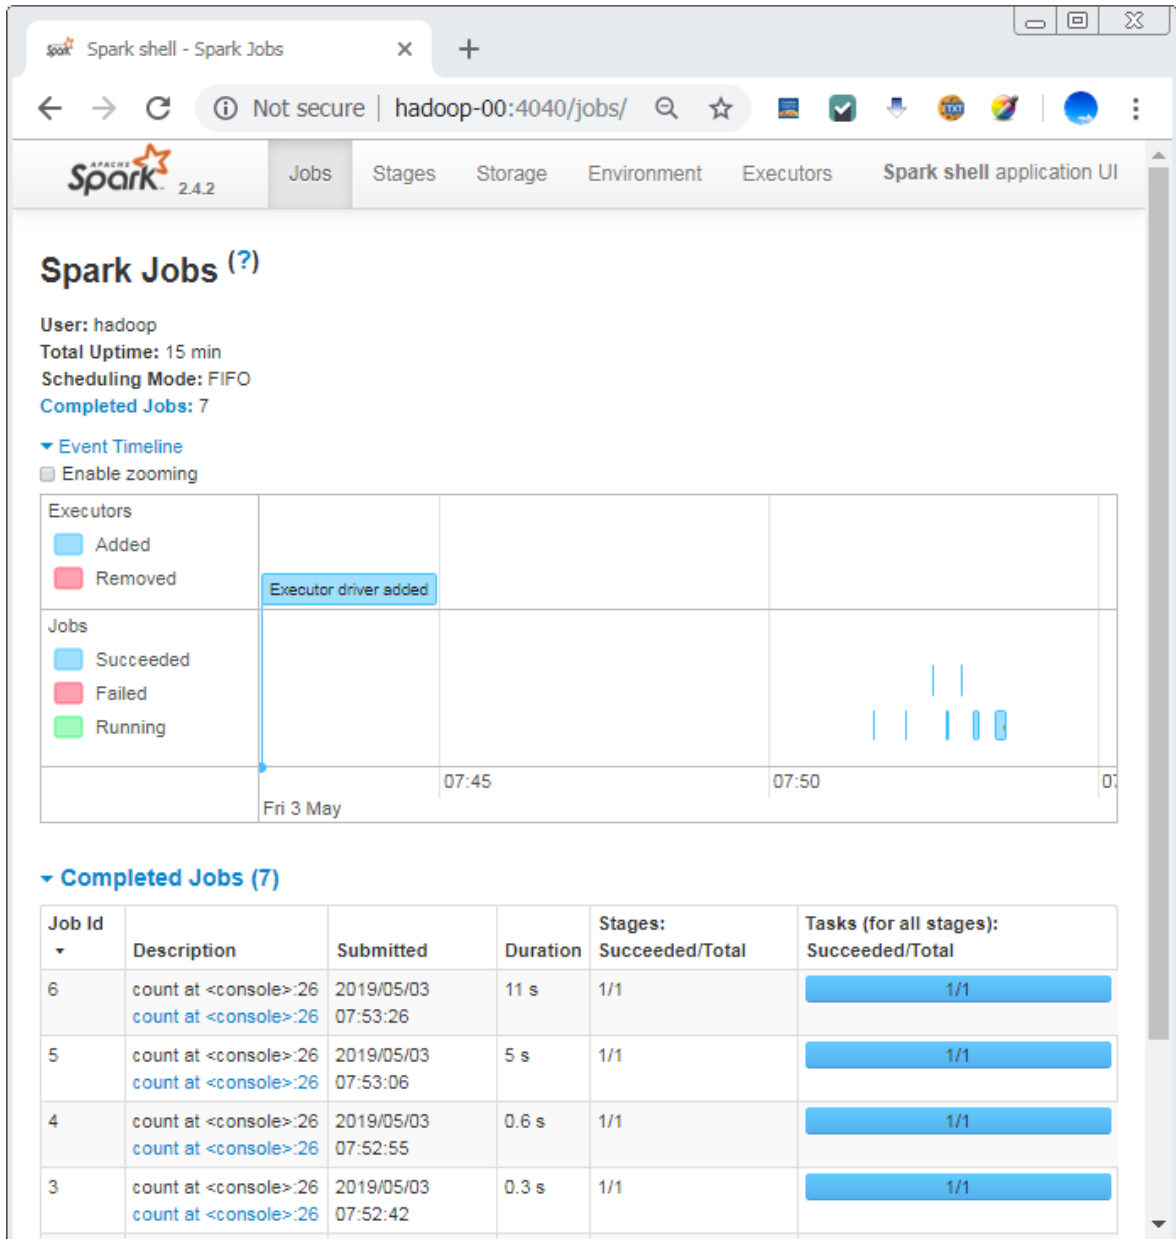 Spark Spark shell - Spark Jobs
Not secure | hadoop-00:4040/jobs/
TXT
APACHE Spark 2.4.2 Jobs Stages Storage Environment Executors Spark shell application UI
Spark Jobs (?)
User: hadoop
Total Uptime: 15 min
Scheduling Mode: FIFO
Completed Jobs: 7
Event Timeline
Enable zooming
Executors
Added
Removed
Executor driver added
Jobs
Succeeded
Failed
Running
07:45 07:50 07
Fri 3 May
Completed Jobs (7)
Job Id Description Submitted Duration Stages: Succeeded/Total Tasks (for all stages): Succeeded/Total
6 count at <console>:26 2019/05/03 11 s 1/1 1/1
count at <console>:26 07:53:26
5 count at <console>:26 2019/05/03 5 s 1/1 1/1
count at <console>:26 07:53:06
4 count at <console>:26 2019/05/03 0.6 s 1/1 1/1
count at <console>:26 07:52:55
3 count at <console>:26 2019/05/03 0.3 s 1/1 1/1
count at <console>:26 07:52:42